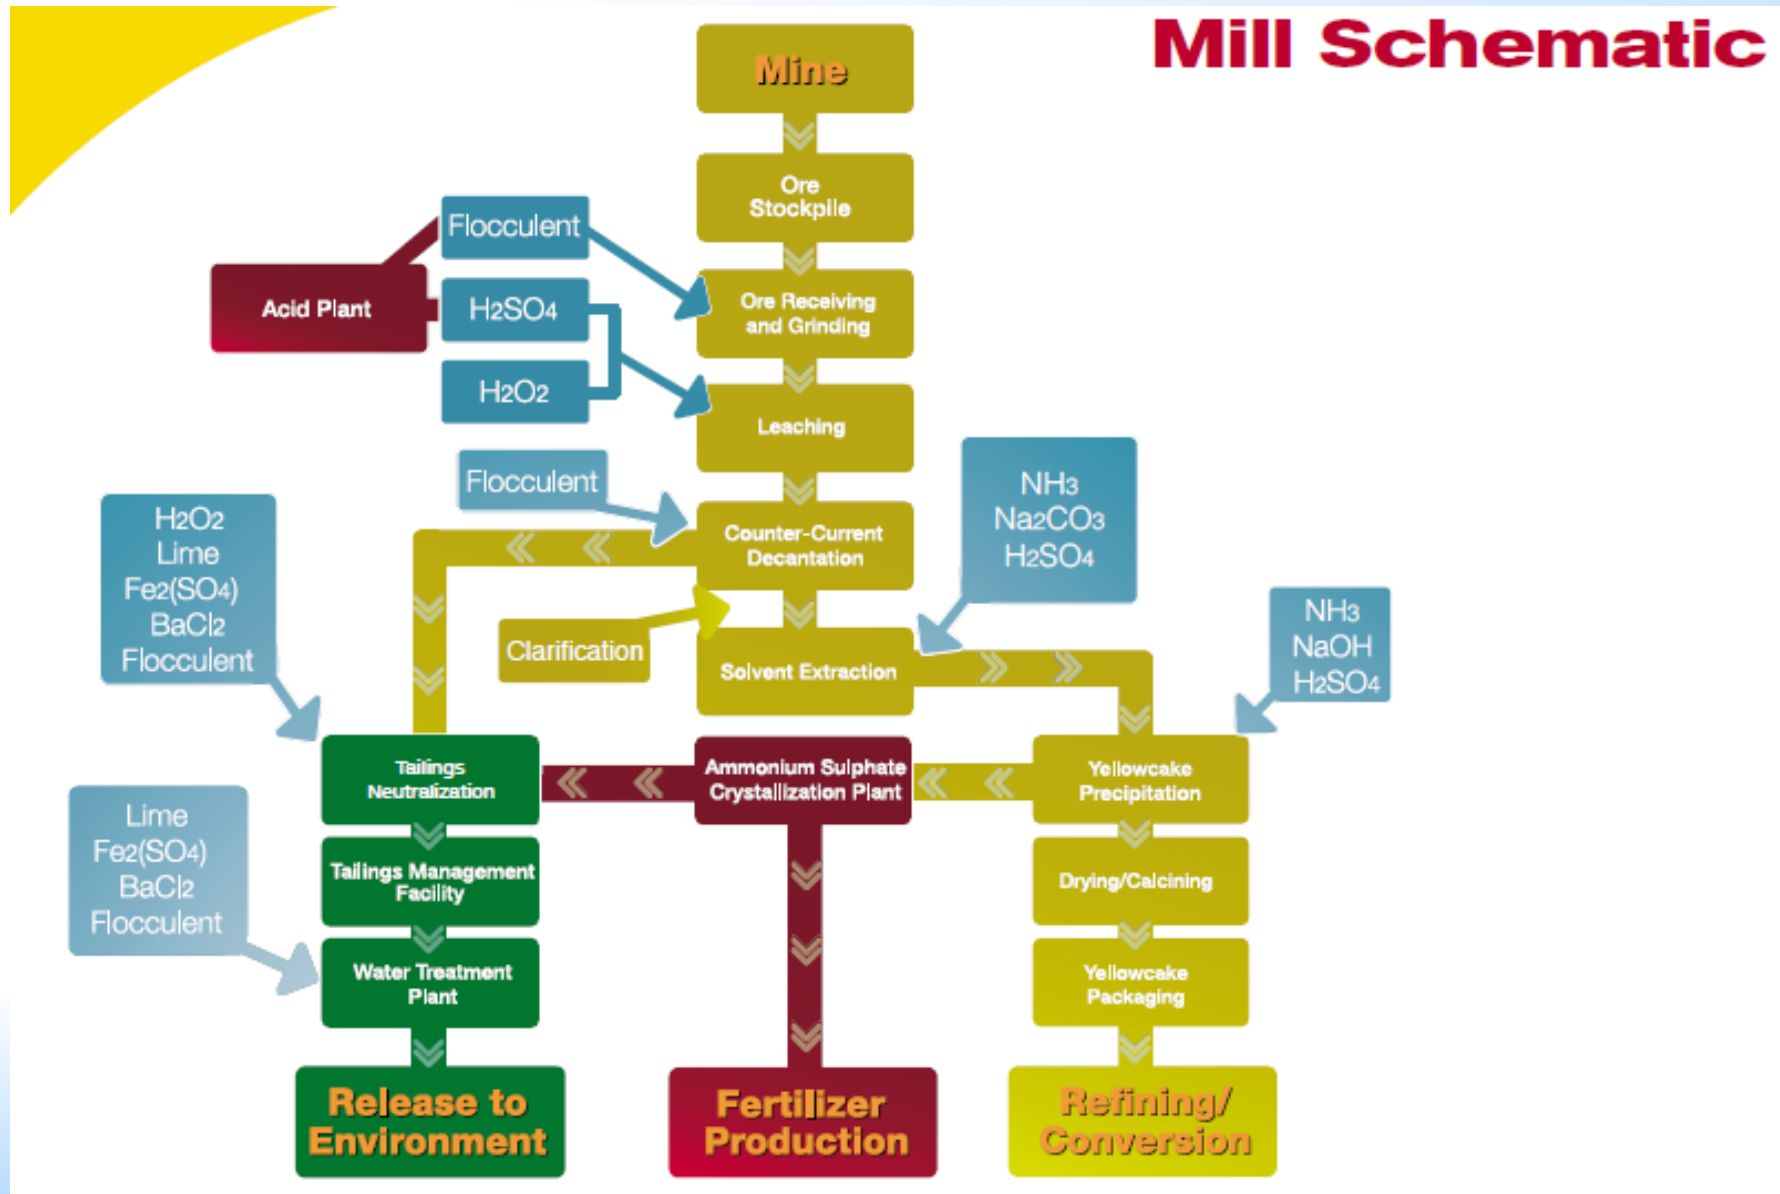 Mill Schematic
Mine
Ore
Stockpile
Flocculent
Acid Plant
H2SO4
Ore Receiving
and Grinding
H2O2
Leaching
Flocculent
NH3
Na2CO3
H2SO4
H2O2
Lime
Fe2(SO4)
BaCl2
Flocculent
Counter-Current
Decantation
Clarification
Solvent Extraction
NH3
NaOH
H2SO4
Tailings
Neutralization
Ammonium Sulphate
Crystallization Plant
Yellowcake
Precipitation
Lime
Fe2(SO4)
BaCl2
Flocculent
Tailings Management
Facility
Drying/Calcining
Water Treatment
Plant
Yellowcake
Packaging
Release to
Environment
Fertilizer
Production
Refining/
Conversion